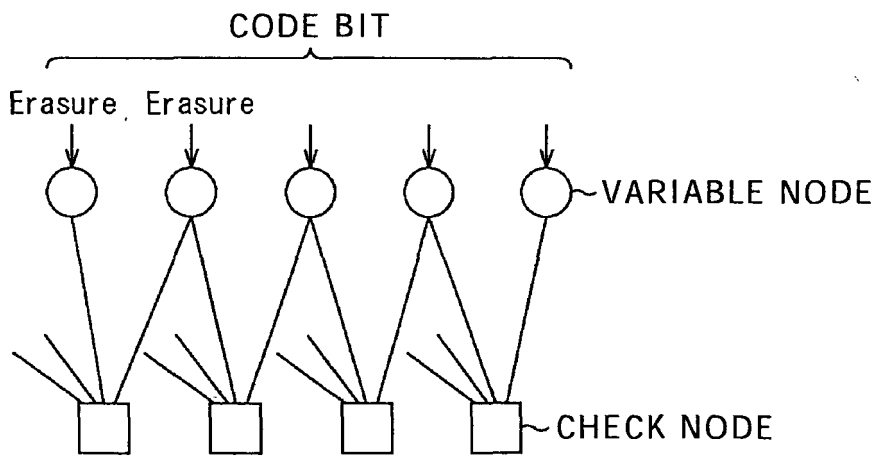 CODE BIT
Erasure Erasure
VARIABLE NODE
CHECK NODE